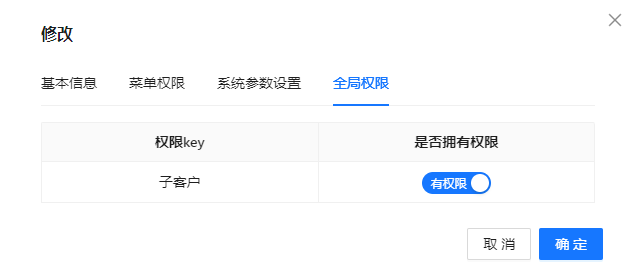 修改
基本信息 菜单权限 系统参数设置 全局权限
权限key 是否拥有权限
子客户 有权限
取 消 确 定